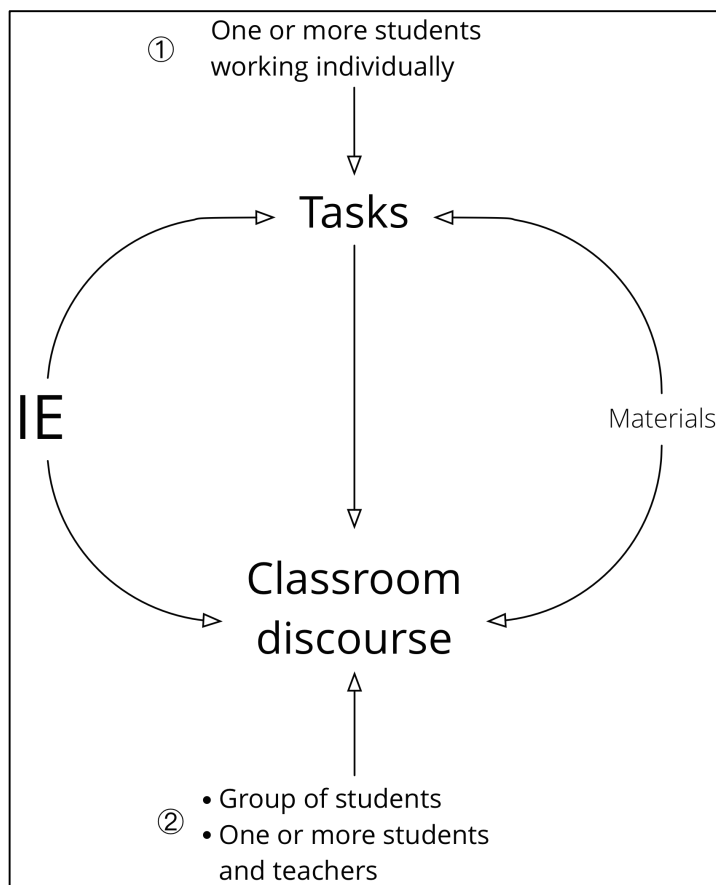 ① One or more students
working individually
Tasks
IE
Materials
Classroom
discourse
② • Group of students
• One or more students
and teachers